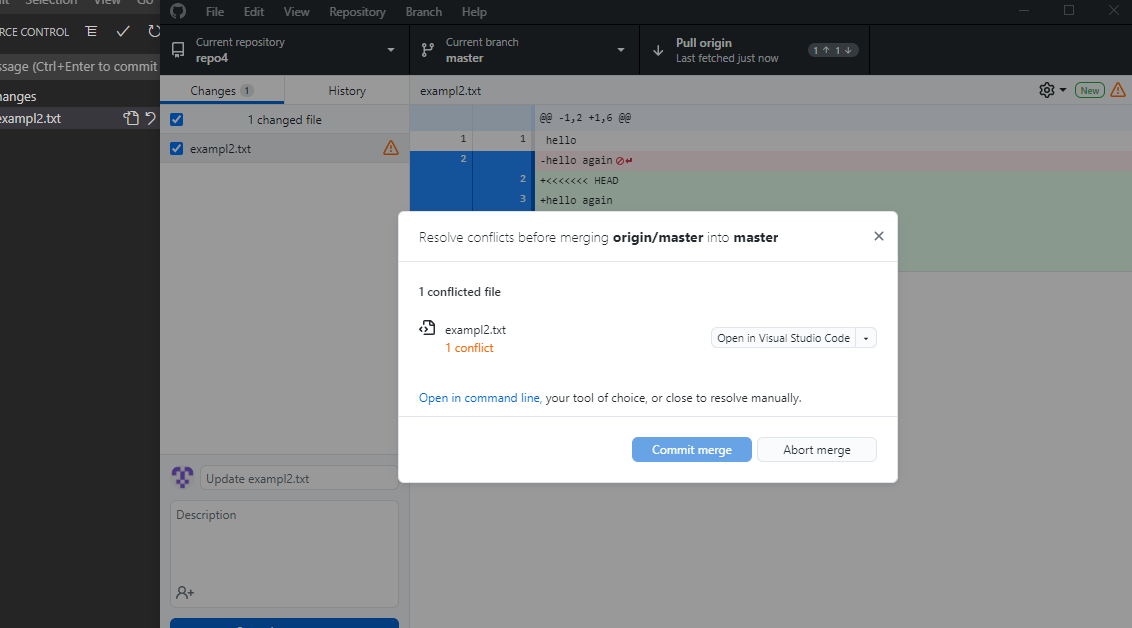 Selection View Go
File Edit View Repository Branch Help
RCE CONTROL
ssage (Ctrl+Enter to commit
anges
exampl2.txt
Current repository
repo4
Current branch
master
Pull origin
Last fetched just now
1 ↑ 1 ↓
Changes 1
History
exampl2.txt
New
1 changed file
exampl2.txt
@@ -1,2 +1,6 @@
1 1 hello
2 -hello again
2 +<<<<<<< HEAD
3 +hello again
Resolve conflicts before merging origin/master into master
1 conflicted file
exampl2.txt
1 conflict
Open in Visual Studio Code
Open in command line, your tool of choice, or close to resolve manually.
Commit merge
Abort merge
Update exampl2.txt
Description